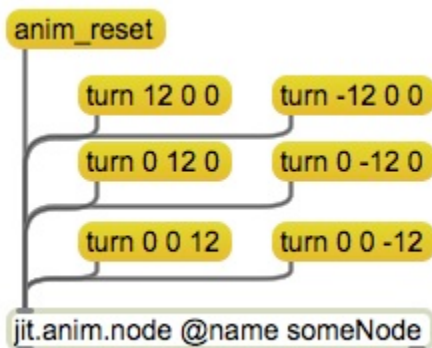 anim_reset
turn 12 0 0
turn -12 0 0
turn 0 12 0
turn 0 -12 0
turn 0 0 12
turn 0 0 -12
jit.anim.node @name someNode